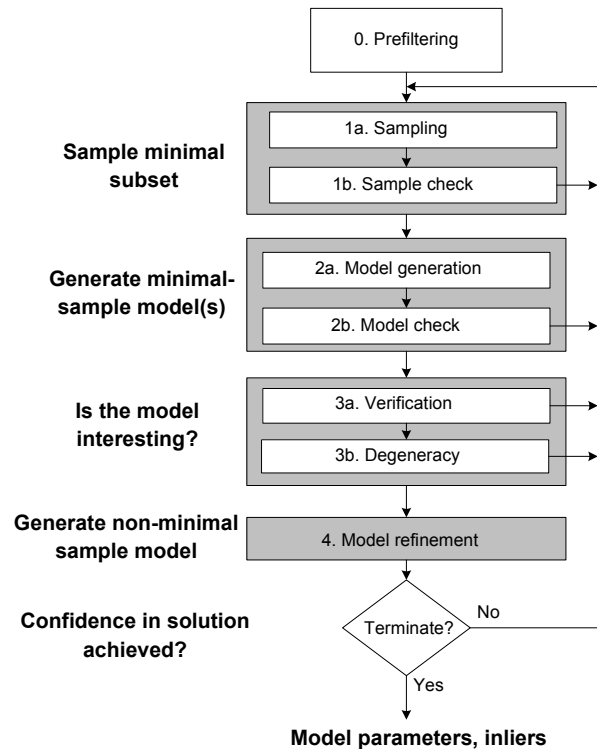 0. Prefiltering
Sample minimal
subset
1a. Sampling
1b. Sample check
Generate minimal-
sample model(s)
2a. Model generation
2b. Model check
Is the model
interesting?
3a. Verification
3b. Degeneracy
Generate non-minimal
sample model
4. Model refinement
Confidence in solution
achieved?
Terminate?
No
Yes
Model parameters, inliers